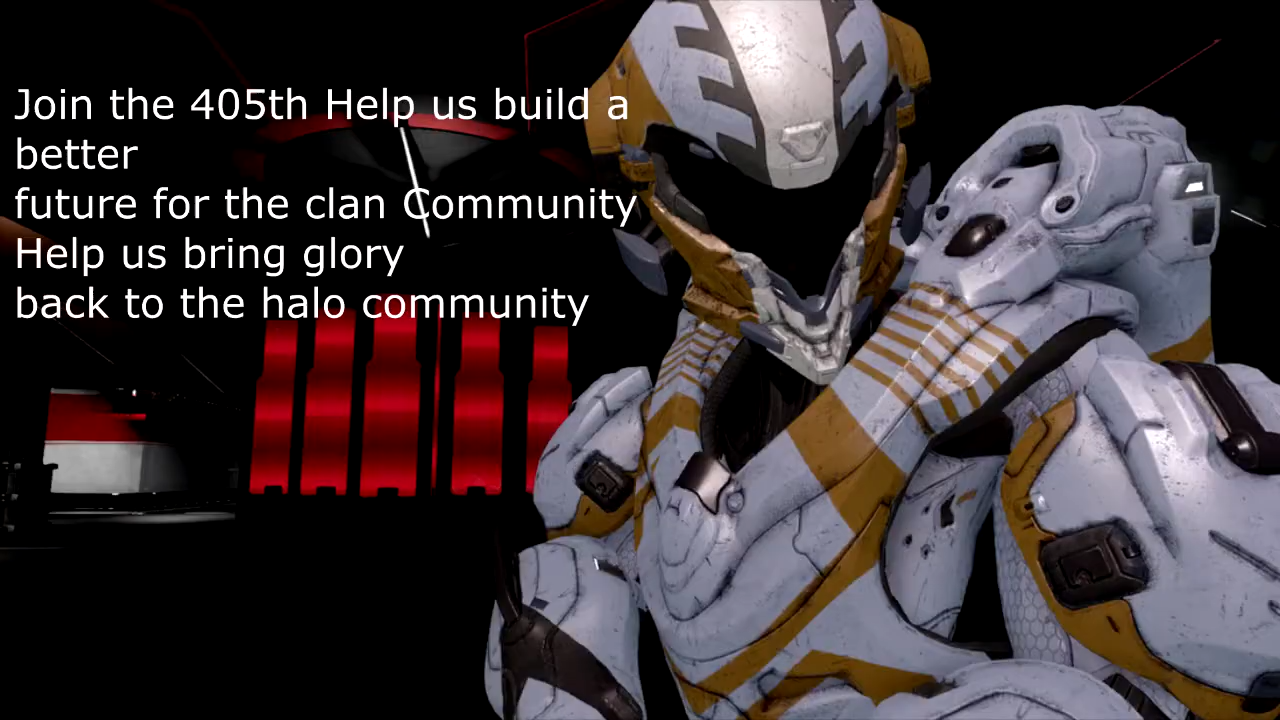 Join the 405th Help us build a
better
future for the clan Community
Help us bring glory
back to the halo community